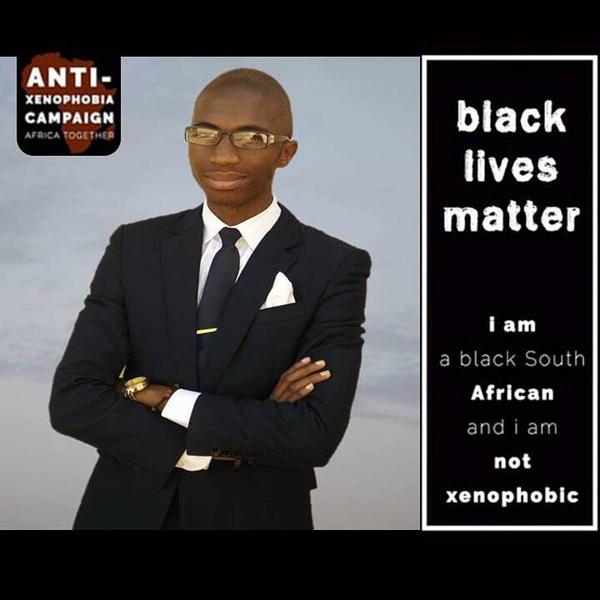 ANTI-
XENOPHOBIA
CAMPAIGN
AFRICA TOGETHER
black
lives
matter
i am
a black South
African
and i am
not
xenophobic